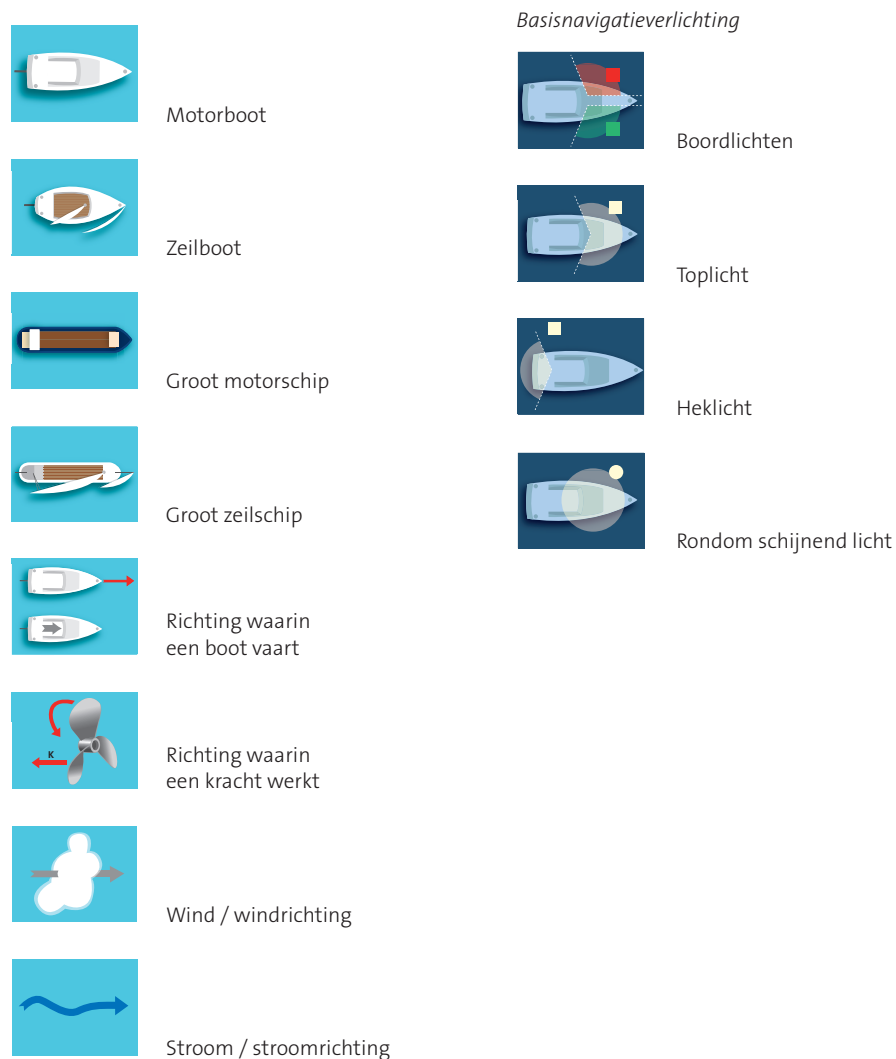 Motorboot
Zeilboot
Groot motorschip
Groot zeilschip
Richting waarin
een boot vaart
K
Richting waarin
een kracht werkt
Wind / windrichting
Stroom / stroomrichting
Basisnavigatieverlichting
Boordlichten
Toplicht
Heklicht
Rondom schijnend licht